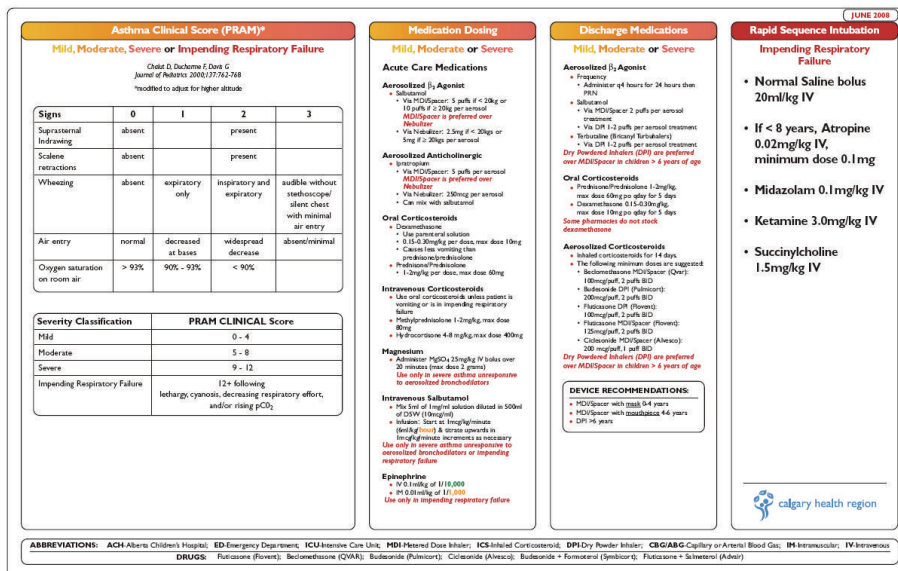 JUNE 2008
Asthma Clinical Score (PRAM)*
Mild, Moderate, Severe or Impending Respiratory Failure
Chalut D, Ducharme F, Davis G
Journal of Pediatrics 2000;137:762-768
*modified to adjust for higher altitude
Signs 0 1 2 3
Suprasternal absent present
Indrawing
Scalene absent present
retractions
Wheezing absent expiratory inspiratory and audible without
only expiratory stethoscope/
silent chest
with minimal
air entry
Air entry normal decreased widespread absent/minimal
at bases decrease
Oxygen saturation > 93% 90% - 93% < 90%
on room air
Severity Classification PRAM CLINICAL Score
Mild 0 - 4
Moderate 5 - 8
Severe 9 - 12
Impending Respiratory Failure 12+ following
lethargy, cyanosis, decreasing respiratory effort,
and/or rising pC02
Medication Dosing
Mild, Moderate or Severe
Acute Care Medications
Aerosolized β2 Agonist
• Salbutamol
• Via MDI/Spacer: 5 puffs if < 20kg or
10 puffs if ≥ 20kg per aerosol
MDI/Spacer is preferred over
Nebulizer
• Via Nebulizer: 2.5mg if < 20kgs or
5mg if ≥ 20kgs per aerosol
Aerosolized Anticholinergic
• Ipratropium
• Via MDI/Spacer: 5 puffs per aerosol
MDI/Spacer is preferred over
Nebulizer
• Via Nebulizer: 250mcg per aerosol
• Can mix with salbutamol
Oral Corticosteroids
• Dexamethasone
• Use parenteral solution
• 0.15-0.30mg/kg per dose, max dose 10mg
• Causes less vomiting than
prednisone/prednisolone
• Prednisone/Prednisolone
• 1-2mg/kg per dose, max dose 60mg
Intravenous Corticosteroids
• Use oral corticosteroids unless patient is
vomiting or is in impending respiratory
failure
• Methylprednisolone 1-2mg/kg, max dose
80mg
• Hydrocortisone 4-8 mg/kg, max dose 400mg
Magnesium
• Administer MgSO4 25mg/kg IV bolus over
20 minutes (max dose 2 grams)
Use only in severe asthma unresponsive
to aerosolized bronchodilators
Intravenous Salbutamol
• Mix 5ml of 1mg/ml solution diluted in 500ml
of D5W (10mcg/ml)
• Infusion: Start at 1mcg/kg/minute
(6ml/kg/hour) & titrate upwards in
1mcg/kg/minute increments as necessary
Use only in severe asthma unresponsive to
aerosolized bronchodilators or impending
respiratory failure
Epinephrine
• IV 0.1ml/kg of 1/10,000
• IM 0.01ml/kg of 1/1,000
Use only in impending respiratory failure
Discharge Medications
Mild, Moderate or Severe
Aerosolized β2 Agonist
• Frequency
• Administer q4 hours for 24 hours then
PRN
• Salbutamol
• Via MDI/Spacer 2 puffs per aerosol
treatment
• Via DPI 1-2 puffs per aerosol treatment
• Terbutaline (Bricanyl Turbuhalers)
• Via DPI 1-2 puffs per aerosol treatment
Dry Powdered Inhalers (DPI) are preferred
over MDI/Spacer in children > 6 years of age
Oral Corticosteroids
• Prednisone/Prednisolone 1-2mg/kg,
max dose 60mg po qday for 5 days
• Dexamethasone 0.15-0.30mg/kg,
max dose 10mg po qday for 5 days
Some pharmacies do not stock
dexamethasone
Aerosolized Corticosteroids
• Inhaled corticosteroids for 14 days.
• The following minimum doses are suggested:
• Beclomethasone MDI/Spacer (Qvar):
100mcg/puff, 2 puffs BID
• Budesonide DPI (Pulmicort):
200mcg/puff, 2 puffs BID
• Fluticasone DPI (Flovent):
100mcg/puff, 2 puffs BID
• Fluticasone MDI/Spacer (Flovent):
125mcg/puff, 2 puffs BID
• Ciclesonide MDI/Spacer (Alvesco):
200 mcg/puff, 1 puff BID
Dry Powdered Inhalers (DPI) are preferred
over MDI/Spacer in children > 6 years of age
DEVICE RECOMMENDATIONS:
• MDI/Spacer with mask 0-4 years
• MDI/Spacer with mouthpiece 4-6 years
• DPI >6 years
Rapid Sequence Intubation
Impending Respiratory
Failure
• Normal Saline bolus
20ml/kg IV
• If < 8 years, Atropine
0.02mg/kg IV,
minimum dose 0.1mg
• Midazolam 0.1mg/kg IV
• Ketamine 3.0mg/kg IV
• Succinylcholine
1.5mg/kg IV
calgary health region
ABBREVIATIONS: ACH-Alberta Children's Hospital; ED-Emergency Department; ICU-Intensive Care Unit; MDI-Metered Dose Inhaler; ICS-Inhaled Corticosteroid; DPI-Dry Powder Inhaler; CBG/ABG-Capillary or Arterial Blood Gas; IM-Intramuscular; IV-Intravenous
DRUGS: Fluticasone (Flovent); Beclomethasone (QVAR); Budesonide (Pulmicort); Ciclesonide (Alvesco); Budesonide + Formoterol (Symbicort); Fluticasone + Salmeterol (Advair)